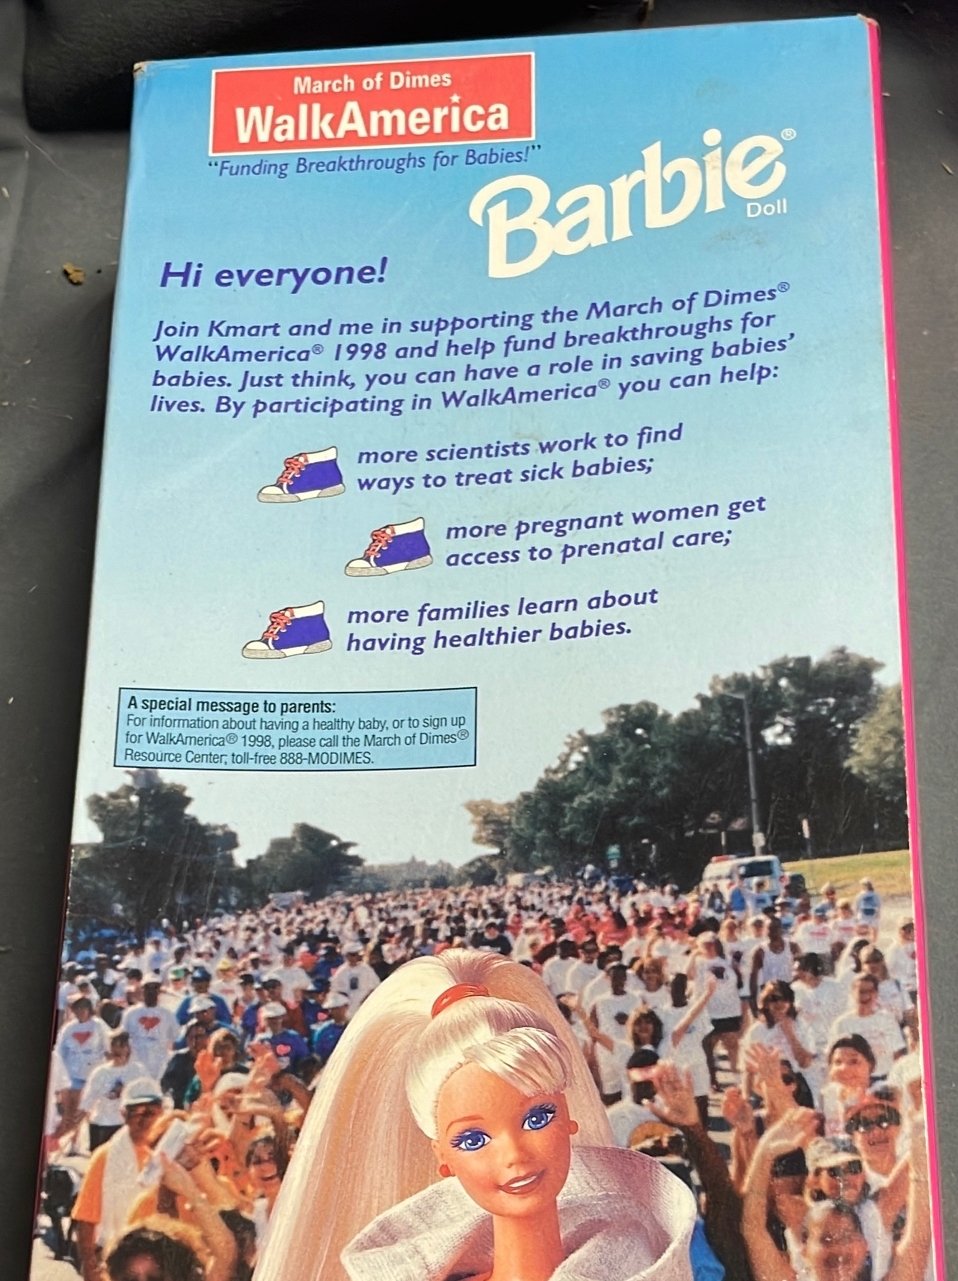 March of Dimes
WalkAmerica
"Funding Breakthroughs for Babies!"
Barbie®
Doll
Hi everyone!
Join Kmart and me in supporting the March of Dimes®
WalkAmerica® 1998 and help fund breakthroughs for
babies. Just think, you can have a role in saving babies'
lives. By participating in WalkAmerica® you can help:
more scientists work to find
ways to treat sick babies;
more pregnant women get
access to prenatal care;
more families learn about
having healthier babies.
A special message to parents:
For information about having a healthy baby, or to sign up
for WalkAmerica® 1998, please call the March of Dimes®
Resource Center; toll-free 888-MODIMES.